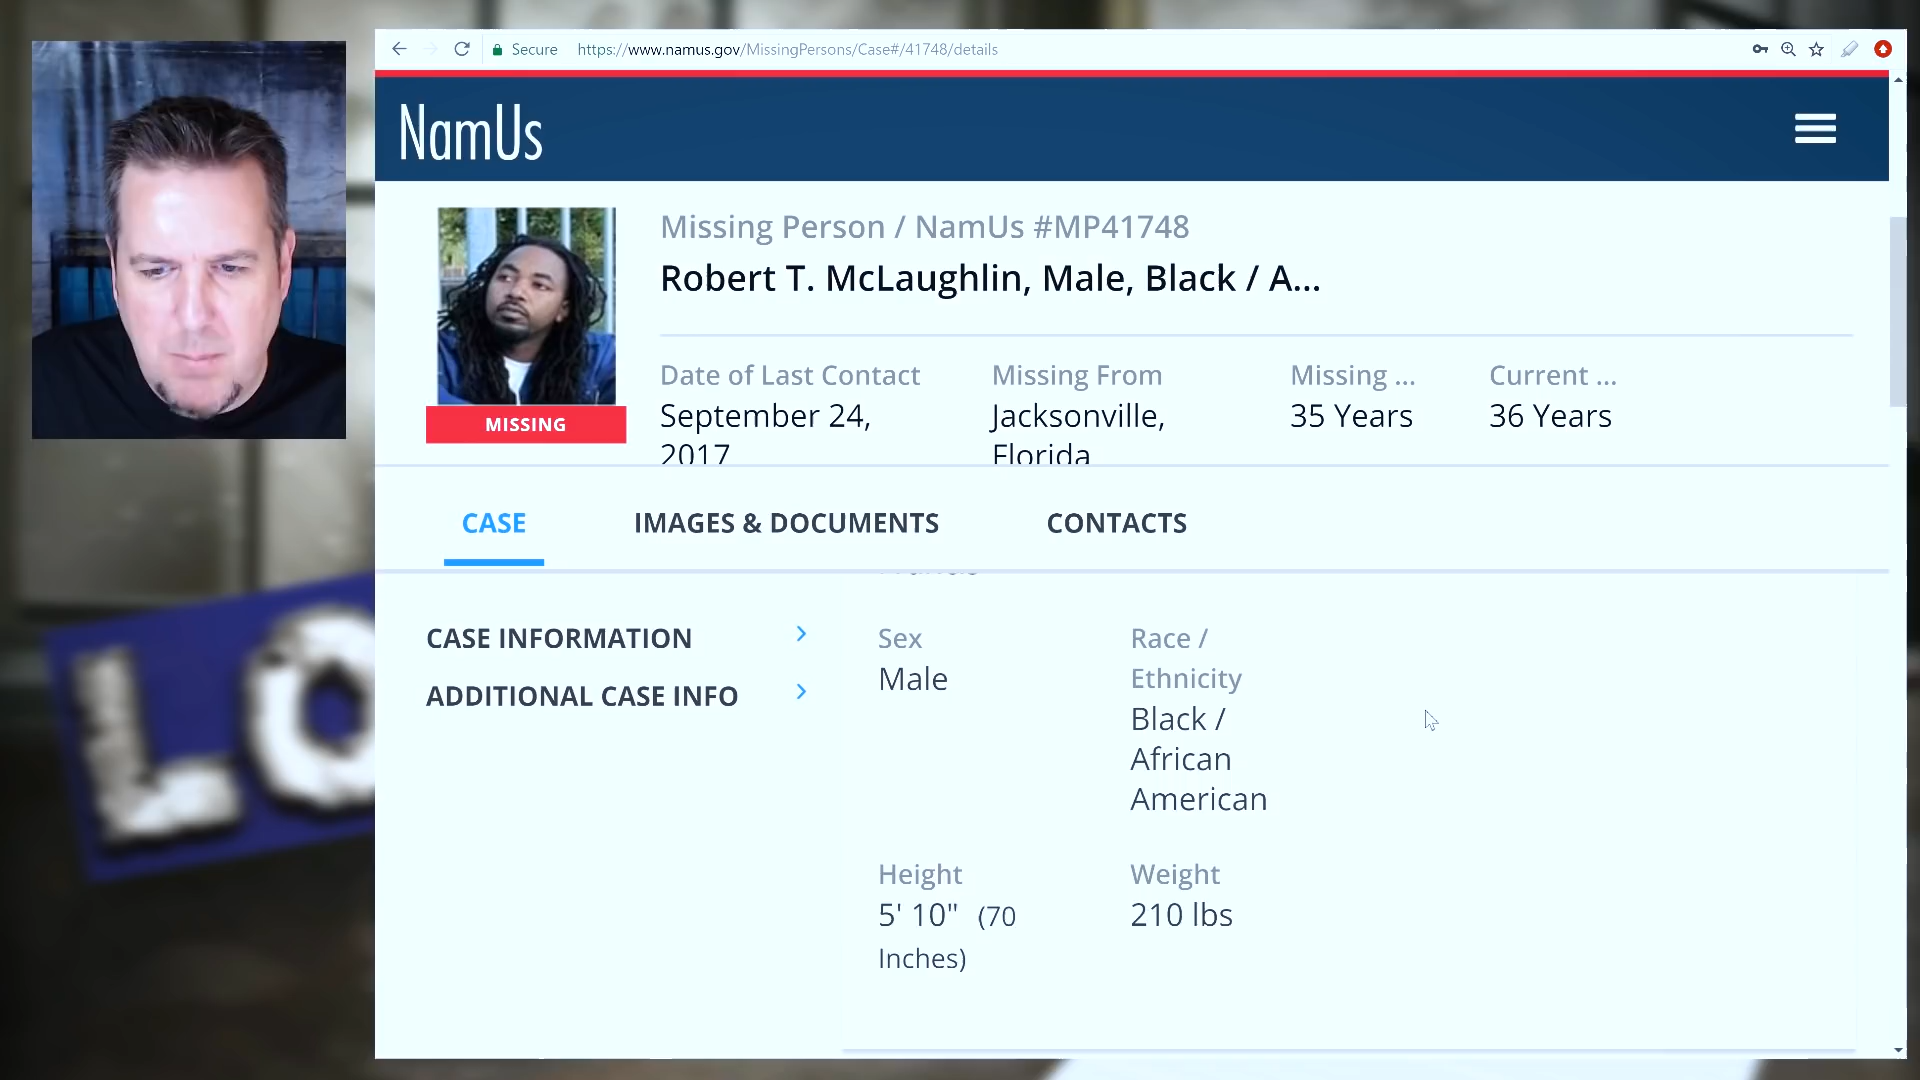 Secure https://www.namus.gov/MissingPersons/Case#/41748/details
NamUs
Missing Person / NamUs #MP41748
Robert T. McLaughlin, Male, Black / A...
Date of Last Contact
September 24,
2017
Missing From
Jacksonville,
Florida
Missing ...
35 Years
Current ...
36 Years
MISSING
CASE
IMAGES & DOCUMENTS
CONTACTS
CASE INFORMATION
ADDITIONAL CASE INFO
Sex
Male
Race /
Ethnicity
Black /
African
American
Height
5' 10" (70
Inches)
Weight
210 lbs
LO